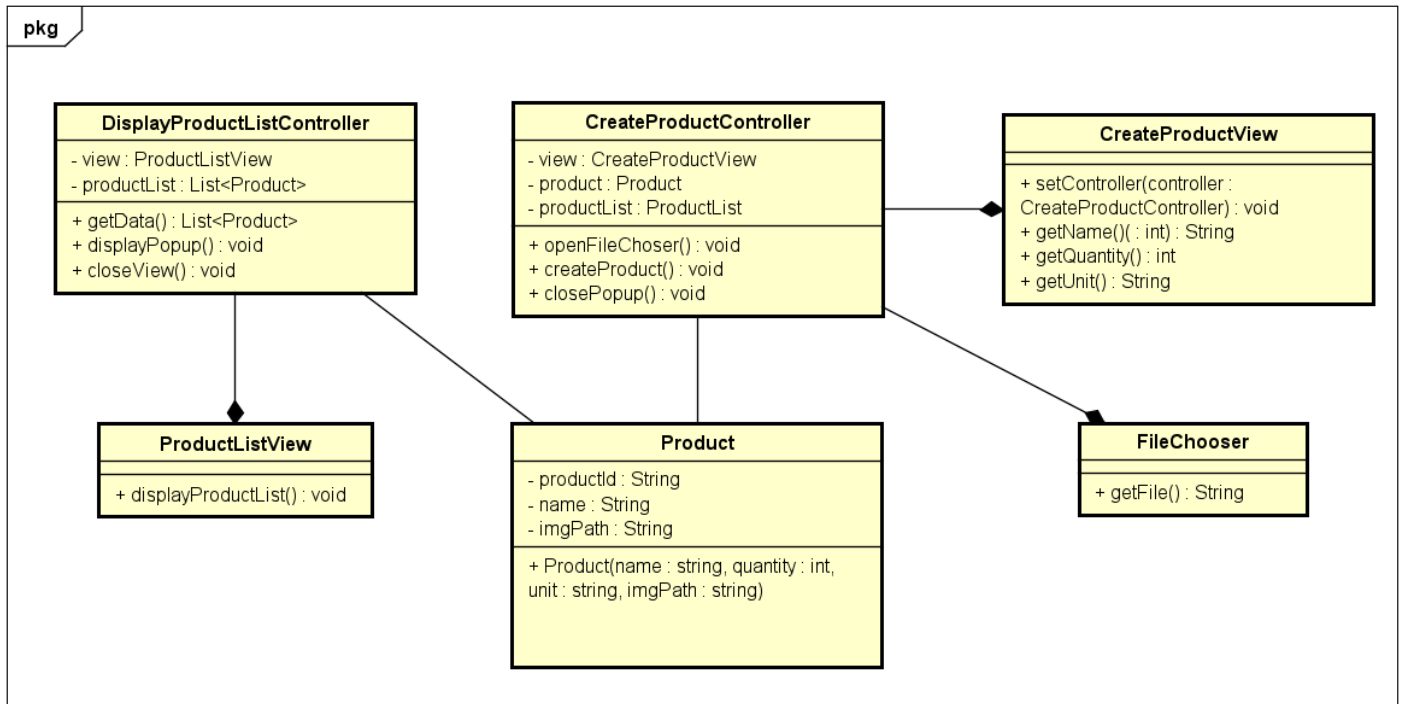 pkg
DisplayProductListController
- view : ProductListView
- productList : List<Product>
+ getData() : List<Product>
+ displayPopup() : void
+ closeView() : void
CreateProductController
- view : CreateProductView
- product : Product
- productList : ProductList
+ openFileChoser() : void
+ createProduct() : void
+ closePopup() : void
CreateProductView
+ setController(controller :
CreateProductController) : void
+ getName()( : int) : String
+ getQuantity() : int
+ getUnit() : String
ProductListView
+ displayProductList() : void
Product
- productId : String
- name : String
- imgPath : String
+ Product(name : string, quantity : int,
unit : string, imgPath : string)
FileChooser
+ getFile() : String